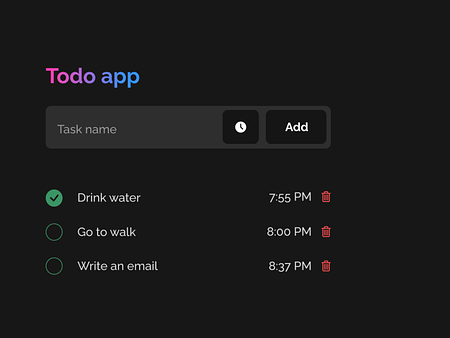 Todo app
Task name
Add
Drink water 7:55 PM
Go to walk 8:00 PM
Write an email 8:37 PM